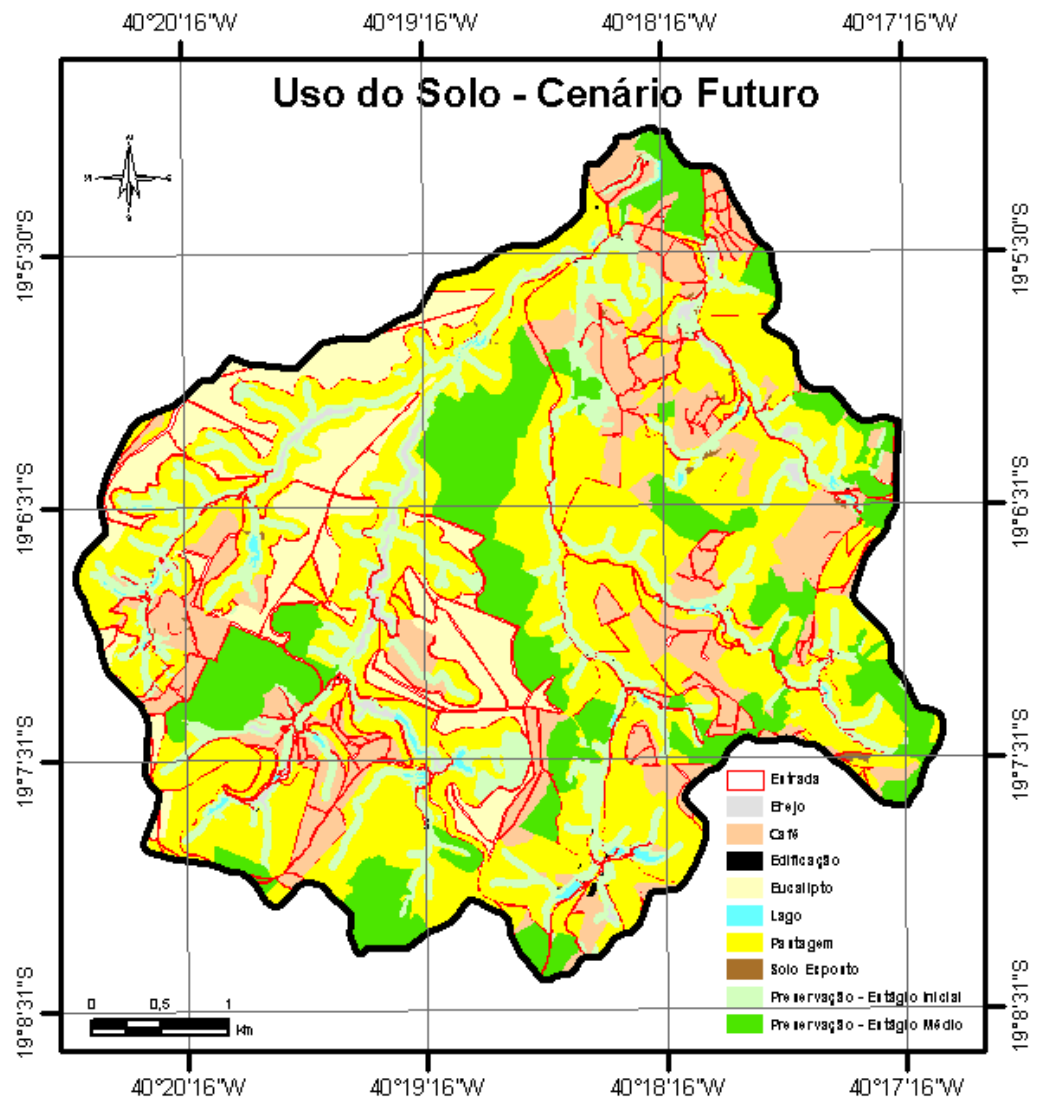 40°20'16"W 40°19'16"W 40°18'16"W 40°17'16"W
Uso do Solo - Cenário Futuro
19°5'30"S 19°5'30"S
19°6'31"S 19°6'31"S
19°7'31"S 19°7'31"S
Entrada
Brejo
Café
Edificação
Eucalipto
Lago
Pantagem
Solo Exposto
Preservação - Estágio Inicial
Preservação - Estágio Médio
19°8'31"S 19°8'31"S
0 0,5 1
Km
40°20'16"W 40°19'16"W 40°18'16"W 40°17'16"W